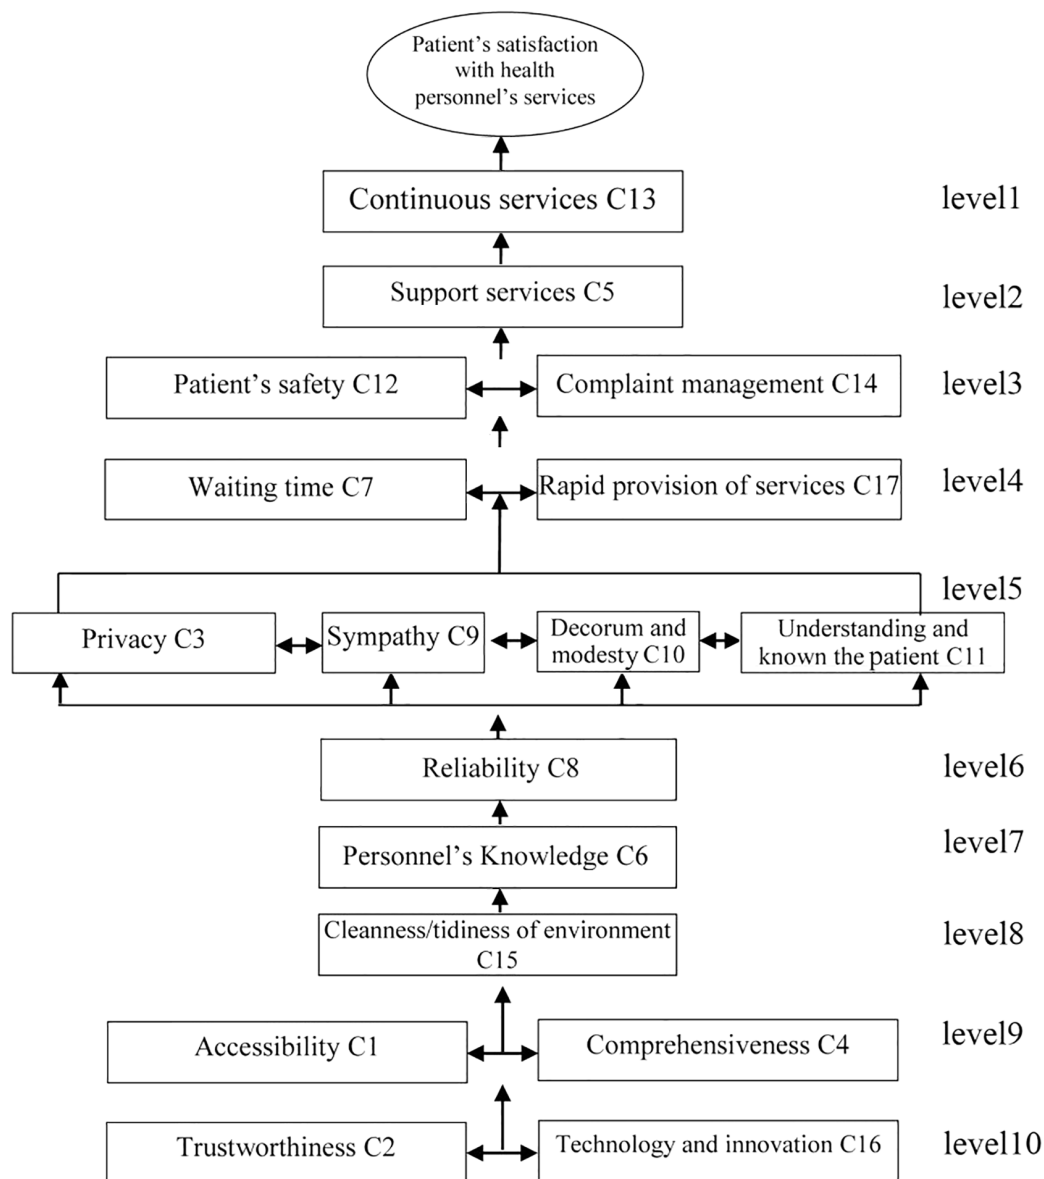 Patient's satisfaction
with health
personnel's services
Continuous services C13
level1
Support services C5
level2
Patient's safety C12
Complaint management C14
level3
Waiting time C7
Rapid provision of services C17
level4
level5
Privacy C3
Sympathy C9
Decorum and
modesty C10
Understanding and
known the patient C11
Reliability C8
level6
Personnel's Knowledge C6
level7
Cleanness/tidiness of environment
C15
level8
Accessibility C1
Comprehensiveness C4
level9
Trustworthiness C2
Technology and innovation C16
level10